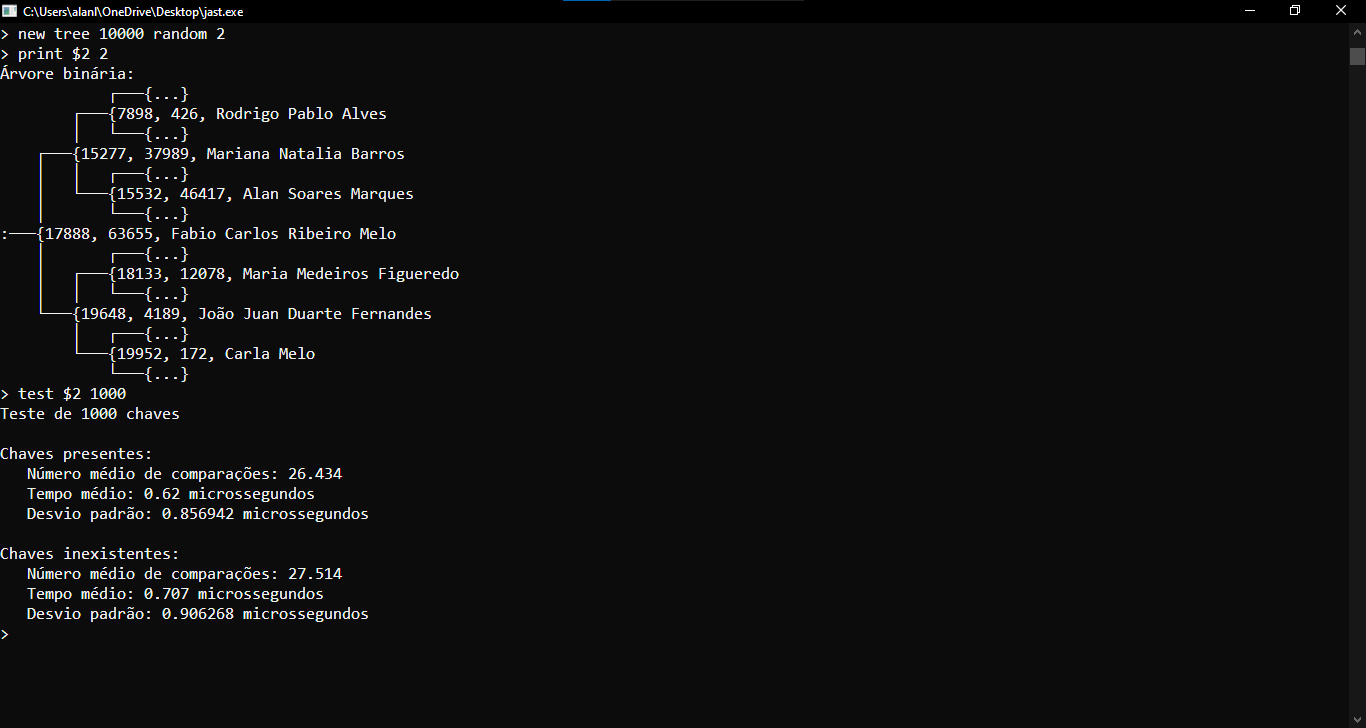 C:\Users\alanl\OneDrive\Desktop\jast.exe
> new tree 10000 random 2
> print $2 2
Árvore binária:
            ┌───{...}
        ┌───{7898, 426, Rodrigo Pablo Alves
        │   └───{...}
    ┌───{15277, 37989, Mariana Natalia Barros
    │   │   ┌───{...}
    │   └───{15532, 46417, Alan Soares Marques
    │       └───{...}
:───{17888, 63655, Fabio Carlos Ribeiro Melo
    │       ┌───{...}
    │   ┌───{18133, 12078, Maria Medeiros Figueredo
    │   │   └───{...}
    └───{19648, 4189, João Juan Duarte Fernandes
        │   ┌───{...}
        └───{19952, 172, Carla Melo
            └───{...}
> test $2 1000
Teste de 1000 chaves
Chaves presentes:
   Número médio de comparações: 26.434
   Tempo médio: 0.62 microssegundos
   Desvio padrão: 0.856942 microssegundos
Chaves inexistentes:
   Número médio de comparações: 27.514
   Tempo médio: 0.707 microssegundos
   Desvio padrão: 0.906268 microssegundos
>